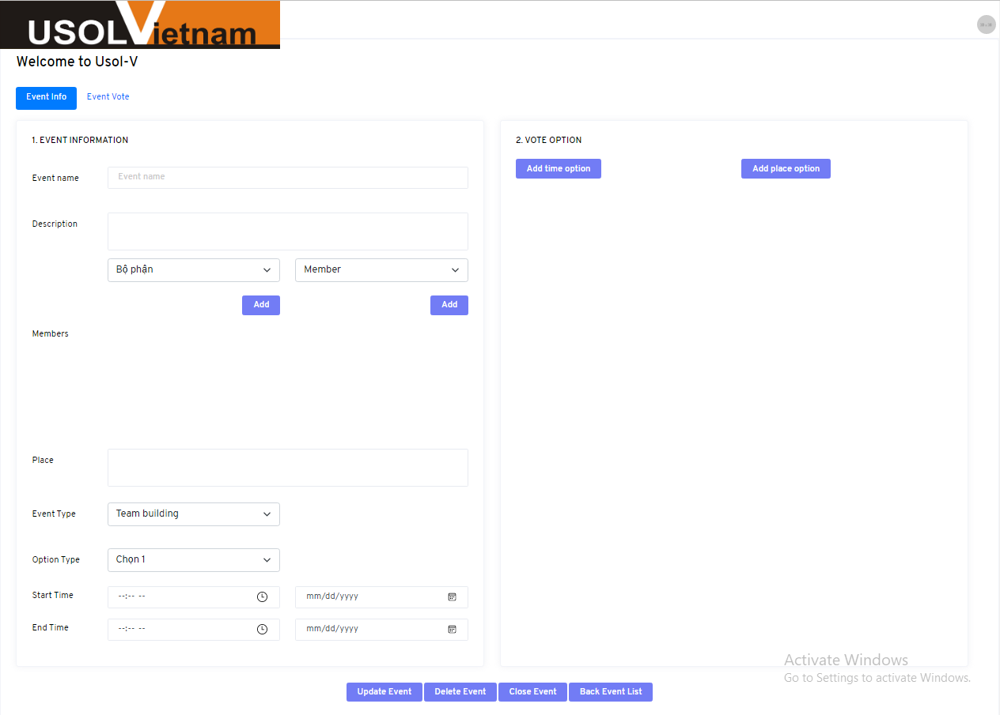 USOLVietnam
Welcome to Usol-V
Event Info Event Vote
1. EVENT INFORMATION
Event name Event name
Description
Bộ phận Member
Add Add
Members
Place
Event Type Team building
Option Type Chọn 1
Start Time --:-- -- mm/dd/yyyy
End Time --:-- -- mm/dd/yyyy
2. VOTE OPTION
Add time option Add place option
Activate Windows
Go to Settings to activate Windows.
Update Event Delete Event Close Event Back Event List